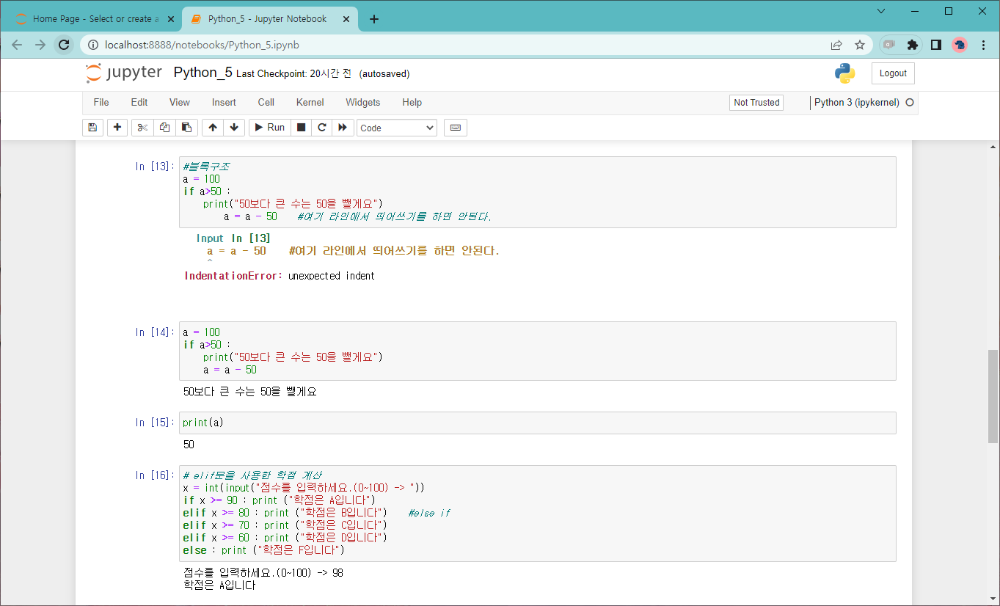 Home Page - Select or create a
Python_5 - Jupyter Notebook
localhost:8888/notebooks/Python_5.ipynb
jupyter Python_5 Last Checkpoint: 20시간 전 (autosaved)
Logout
File Edit View Insert Cell Kernel Widgets Help
Not Trusted
Python 3 (ipykernel)
Run
Code
In [13]:
#블록구조
a = 100
if a>50 :
print("50보다 큰 수는 50을 뺄게요")
a = a - 50 #여기 라인에서 띄어쓰기를 하면 안된다.
Input In [13]
a = a - 50 #여기 라인에서 띄어쓰기를 하면 안된다.
^
IndentationError: unexpected indent
In [14]:
a = 100
if a>50 :
print("50보다 큰 수는 50을 뺄게요")
a = a - 50
50보다 큰 수는 50을 뺄게요
In [15]:
print(a)
50
In [16]:
# elif문을 사용한 학점 계산
x = int(input("점수를 입력하세요.(0~100) -> "))
if x >= 90 : print ("학점은 A입니다")
elif x >= 80 : print ("학점은 B입니다") #else if
elif x >= 70 : print ("학점은 C입니다")
elif x >= 60 : print ("학점은 D입니다")
else : print ("학점은 F입니다")
점수를 입력하세요.(0~100) -> 98
학점은 A입니다